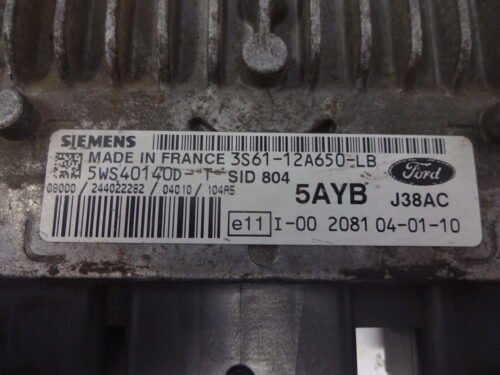 SIEMENS
MADE IN FRANCE 3S61-12A650-LB
5WS40140D-T SID 804
08000 / 244022282 / 04010 / 104A5
5AYB
Ford
J38AC
e11 I-00 2081 04-01-10